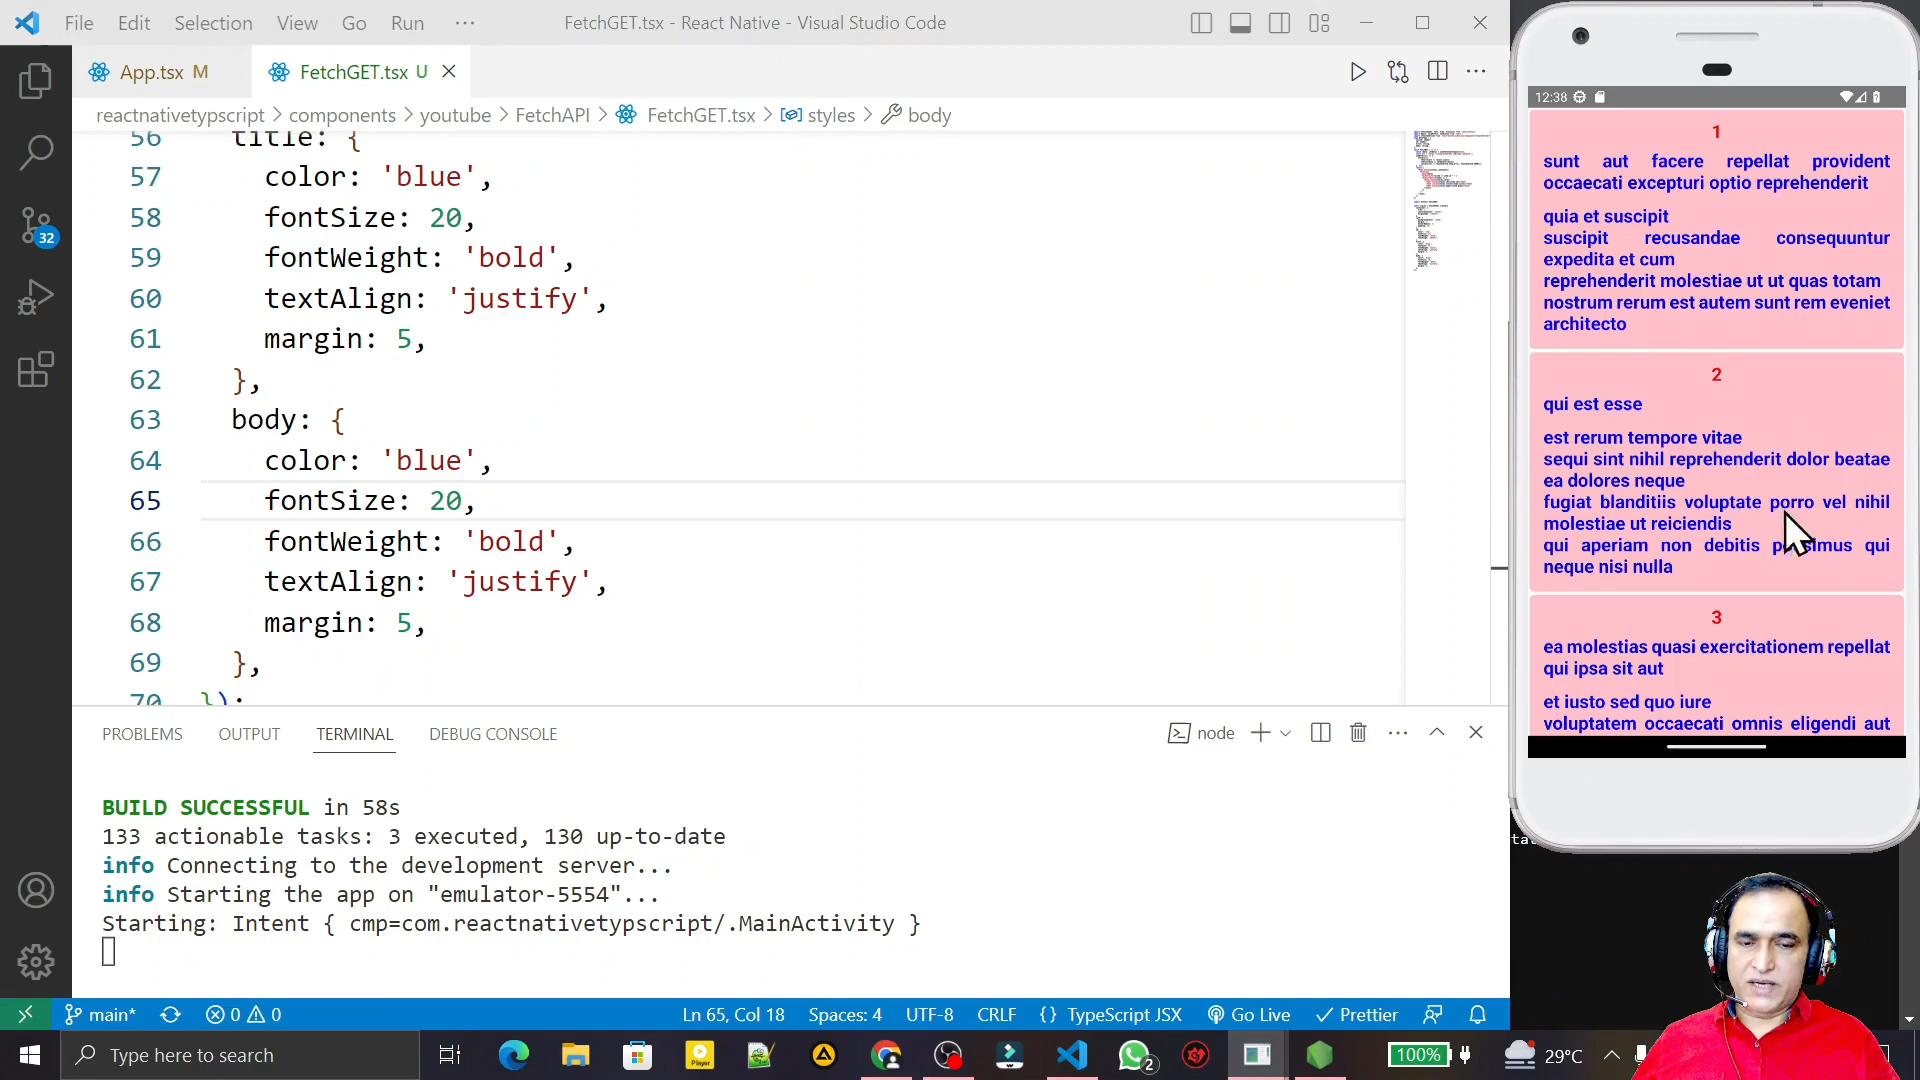 File Edit Selection View Go Run ··· FetchGET.tsx - React Native - Visual Studio Code
App.tsx M FetchGET.tsx U
reactnativetypscript > components > youtube > FetchAPI > FetchGET.tsx > styles > body
56 title: {
57 color: 'blue',
58 fontSize: 20,
59 fontWeight: 'bold',
60 textAlign: 'justify',
61 margin: 5,
62 },
63 body: {
64 color: 'blue',
65 fontSize: 20,
66 fontWeight: 'bold',
67 textAlign: 'justify',
68 margin: 5,
69 },
70 });
32
PROBLEMS OUTPUT TERMINAL DEBUG CONSOLE node
BUILD SUCCESSFUL in 58s
133 actionable tasks: 3 executed, 130 up-to-date
info Connecting to the development server...
info Starting the app on "emulator-5554"...
Starting: Intent { cmp=com.reactnativetypscript/.MainActivity }
main* 0 0 Ln 65, Col 18 Spaces: 4 UTF-8 CRLF {} TypeScript JSX Go Live Prettier
Type here to search Player 2 100% 29°C
12:38
1
sunt aut facere repellat provident
occaecati excepturi optio reprehenderit
quia et suscipit
suscipit recusandae consequuntur
expedita et cum
reprehenderit molestiae ut ut quas totam
nostrum rerum est autem sunt rem eveniet
architecto
2
qui est esse
est rerum tempore vitae
sequi sint nihil reprehenderit dolor beatae
ea dolores neque
fugiat blanditiis voluptate porro vel nihil
molestiae ut reiciendis
qui aperiam non debitis qui
neque nisi nulla
3
ea molestias quasi exercitationem repellat
qui ipsa sit aut
et iusto sed quo iure
voluptatem occaecati omnis eligendi aut